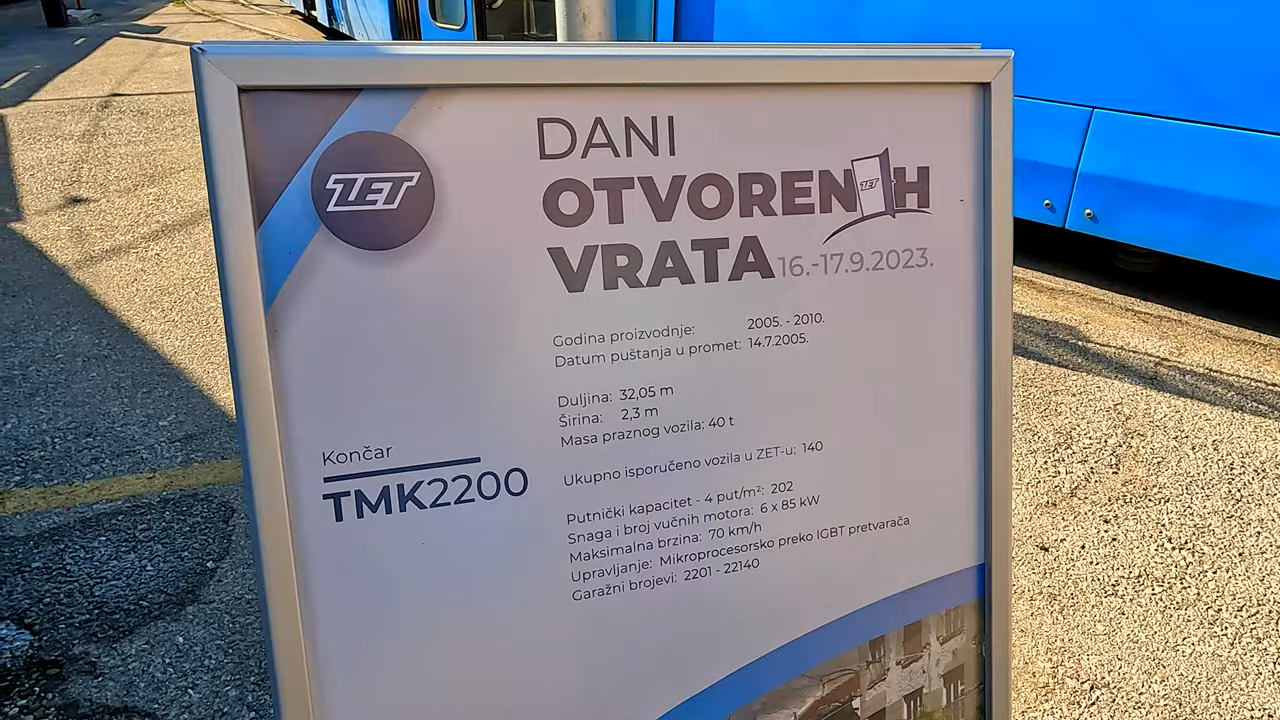 ZET
DANI
OTVORENIH
ZET
VRATA 16.-17.9.2023.
Godina proizvodnje: 2005. - 2010.
Datum puštanja u promet: 14.7.2005.
Duljina: 32,05 m
Širina: 2,3 m
Masa praznog vozila: 40 t
Ukupno isporučeno vozila u ZET-u: 140
Končar
TMK2200
Putnički kapacitet - 4 put/m²: 202
Snaga i broj vučnih motora: 6 x 85 kW
Maksimalna brzina: 70 km/h
Upravljanje: Mikroprocesorsko preko IGBT pretvarača
Garažni brojevi: 2201 - 22140